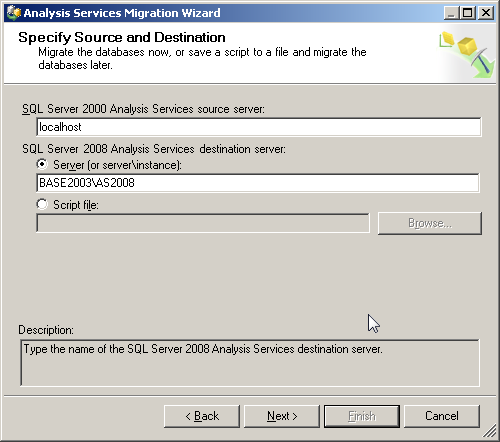 Analysis Services Migration Wizard
Specify Source and Destination
Migrate the databases now, or save a script to a file and migrate the
databases later.
SQL Server 2000 Analysis Services source server:
localhost
SQL Server 2008 Analysis Services destination server:
Server (or server\instance):
BASE2003\AS2008
Script file:
Browse...
Description:
Type the name of the SQL Server 2008 Analysis Services destination server.
< Back
Next >
Finish
Cancel